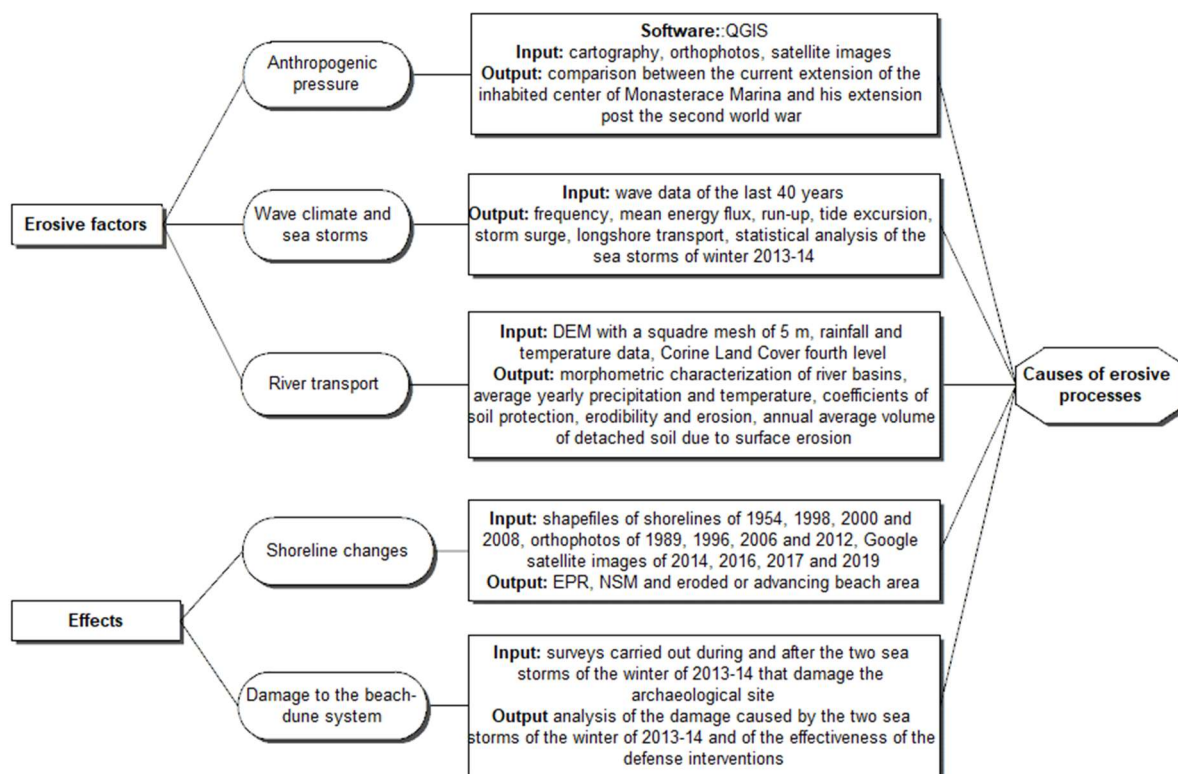 Erosive factors
Anthropogenic
pressure
Software::QGIS
Input: cartography, orthophotos, satellite images
Output: comparison between the current extension of the
inhabited center of Monasterace Marina and his extension
post the second world war
Wave climate and
sea storms
Input: wave data of the last 40 years
Output: frequency, mean energy flux, run-up, tide excursion,
storm surge, longshore transport, statistical analysis of the
sea storms of winter 2013-14
River transport
Input: DEM with a squadre mesh of 5 m, rainfall and
temperature data, Corine Land Cover fourth level
Output: morphometric characterization of river basins,
average yearly precipitation and temperature, coefficients of
soil protection, erodibility and erosion, annual average volume
of detached soil due to surface erosion
Effects
Shoreline changes
Input: shapefiles of shorelines of 1954, 1998, 2000 and
2008, orthophotos of 1989, 1996, 2006 and 2012, Google
satellite images of 2014, 2016, 2017 and 2019
Output: EPR, NSM and eroded or advancing beach area
Damage to the beach-
dune system
Input: surveys carried out during and after the two sea
storms of the winter of 2013-14 that damage the
archaeological site
Output analysis of the damage caused by the two sea
storms of the winter of 2013-14 and of the effectiveness of the
defense interventions
Causes of erosive
processes